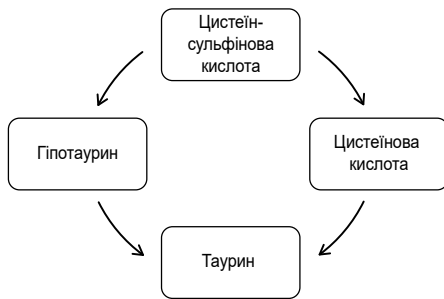 Цистеїн-
сульфінова
кислота
Гіпотаурин
Цистеїнова
кислота
Таурин